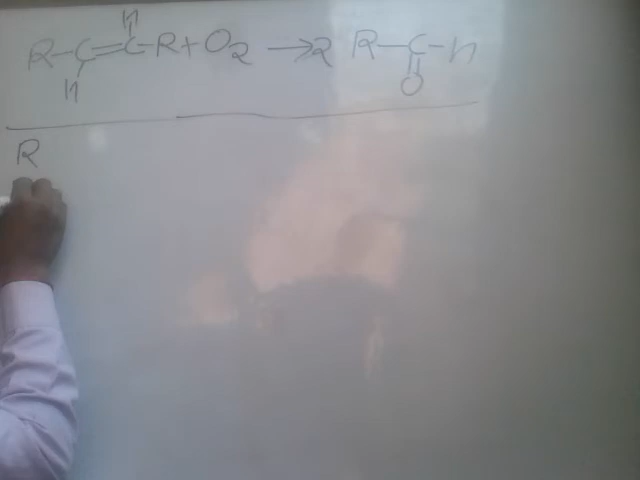 H
R-C=C-R+O2→2 R-C-H
H O
R